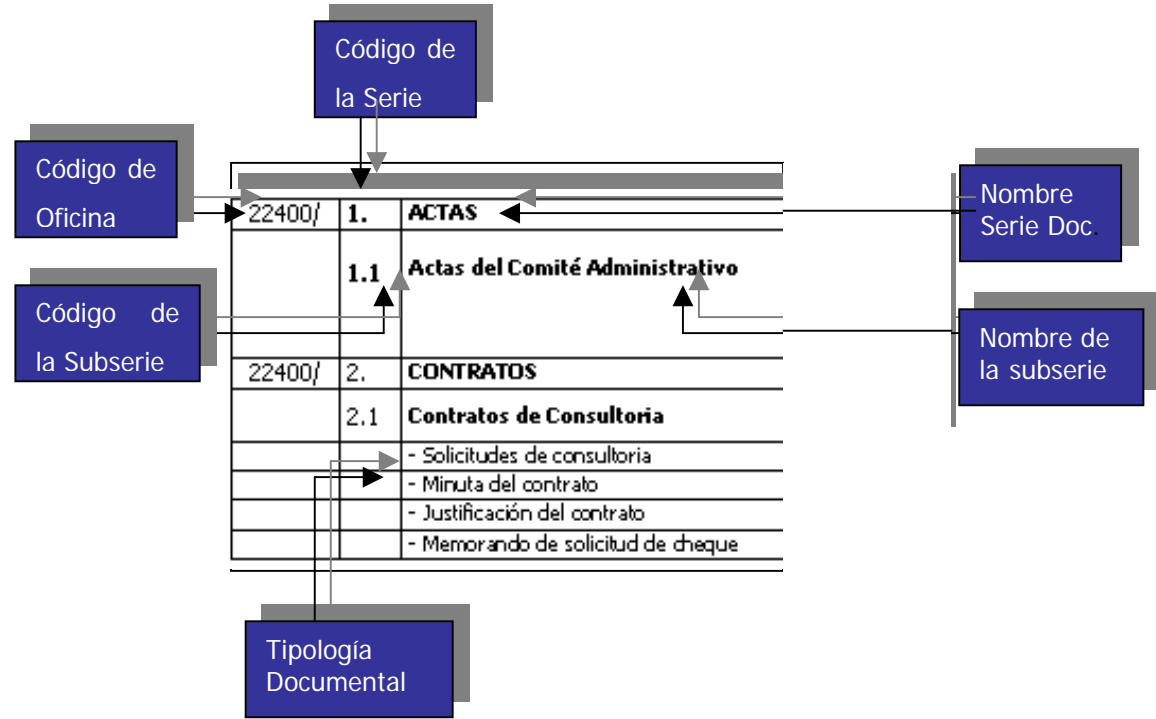 Código de
la Serie
Código de
Oficina
Nombre
Serie Doc.
22400/ 1. ACTAS
1.1 Actas del Comité Administrativo
Código de
la Subserie
Nombre de
la subserie
22400/ 2. CONTRATOS
2.1 Contratos de Consultoria
- Solicitudes de consultoria
- Minuta del contrato
- Justificación del contrato
- Memorando de solicitud de cheque
Tipología
Documental